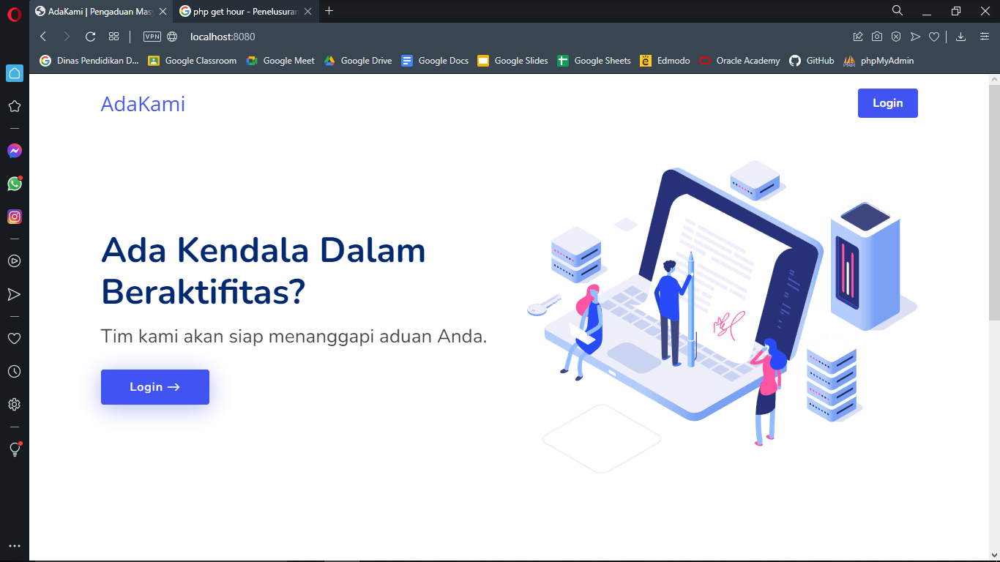 AdaKami | Pengaduan Mas
php get hour - Penelusuran
VPN
localhost:8080
Dinas Pendidikan D...
Google Classroom
Google Meet
Google Drive
Google Docs
Google Slides
Google Sheets
Edmodo
Oracle Academy
GitHub
phpMyAdmin
AdaKami
Login
Ada Kendala Dalam
Beraktifitas?
Tim kami akan siap menanggapi aduan Anda.
Login →